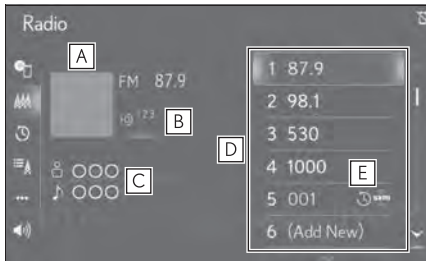 Radio
A
FM 87.9
B
C
OOO
OOO
D
1 87.9
2 98.1
3 530
4 1000
E
5 001
6 (Add New)